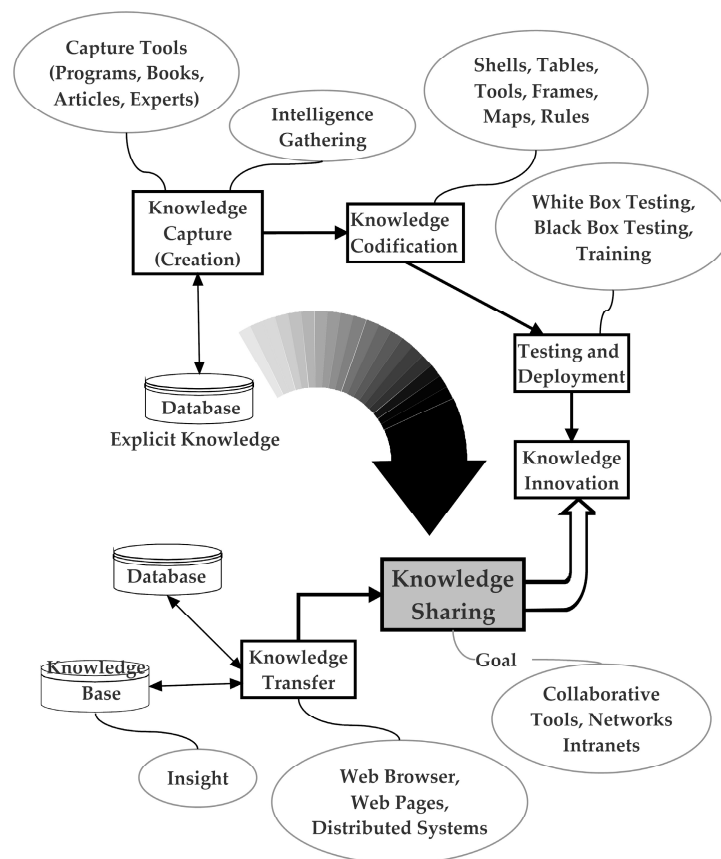 Capture Tools
(Programs, Books,
Articles, Experts)
Intelligence
Gathering
Shells, Tables,
Tools, Frames,
Maps, Rules
Knowledge
Capture
(Creation)
Knowledge
Codification
White Box Testing,
Black Box Testing,
Training
Testing and
Deployment
Database
Explicit Knowledge
Knowledge
Innovation
Database
Knowledge
Sharing
Knowledge
Base
Knowledge
Transfer
Goal
Collaborative
Tools, Networks
Intranets
Insight
Web Browser,
Web Pages,
Distributed Systems